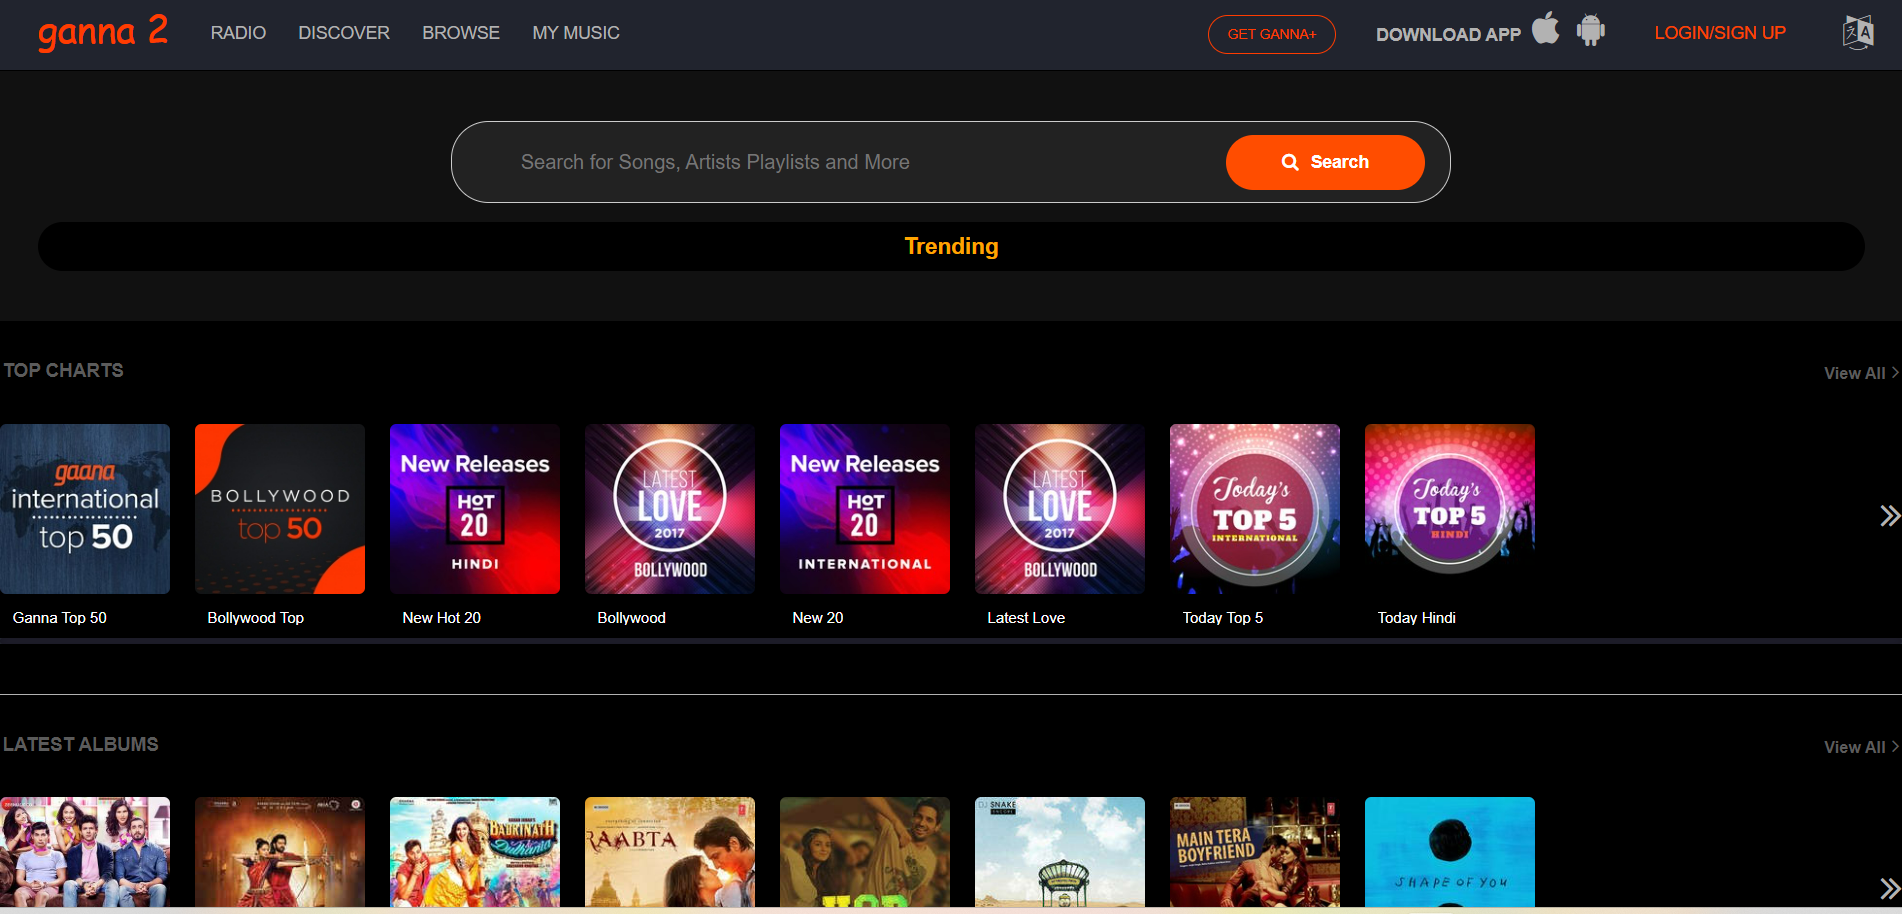 ganna 2
RADIO
DISCOVER
BROWSE
MY MUSIC
GET GANNA+
DOWNLOAD APP
LOGIN/SIGN UP
A
Search for Songs, Artists Playlists and More
Search
Trending
TOP CHARTS
View All
gaana
international
top 50
BOLLYWOOD
top 50
New Releases
HOT
20
HINDI
LATEST
LOVE
2017
BOLLYWOOD
New Releases
HOT
20
INTERNATIONAL
LATEST
LOVE
2017
BOLLYWOOD
Today's
TOP 5
INTERNATIONAL
Today's
TOP 5
HINDI
Ganna Top 50
Bollywood Top
New Hot 20
Bollywood
New 20
Latest Love
Today Top 5
Today Hindi
LATEST ALBUMS
View All
BADRINATH
Dulhania
RAABTA
DJ SNAKE
MAIN TERA
BOYFRIEND
SHAPE OF YOU